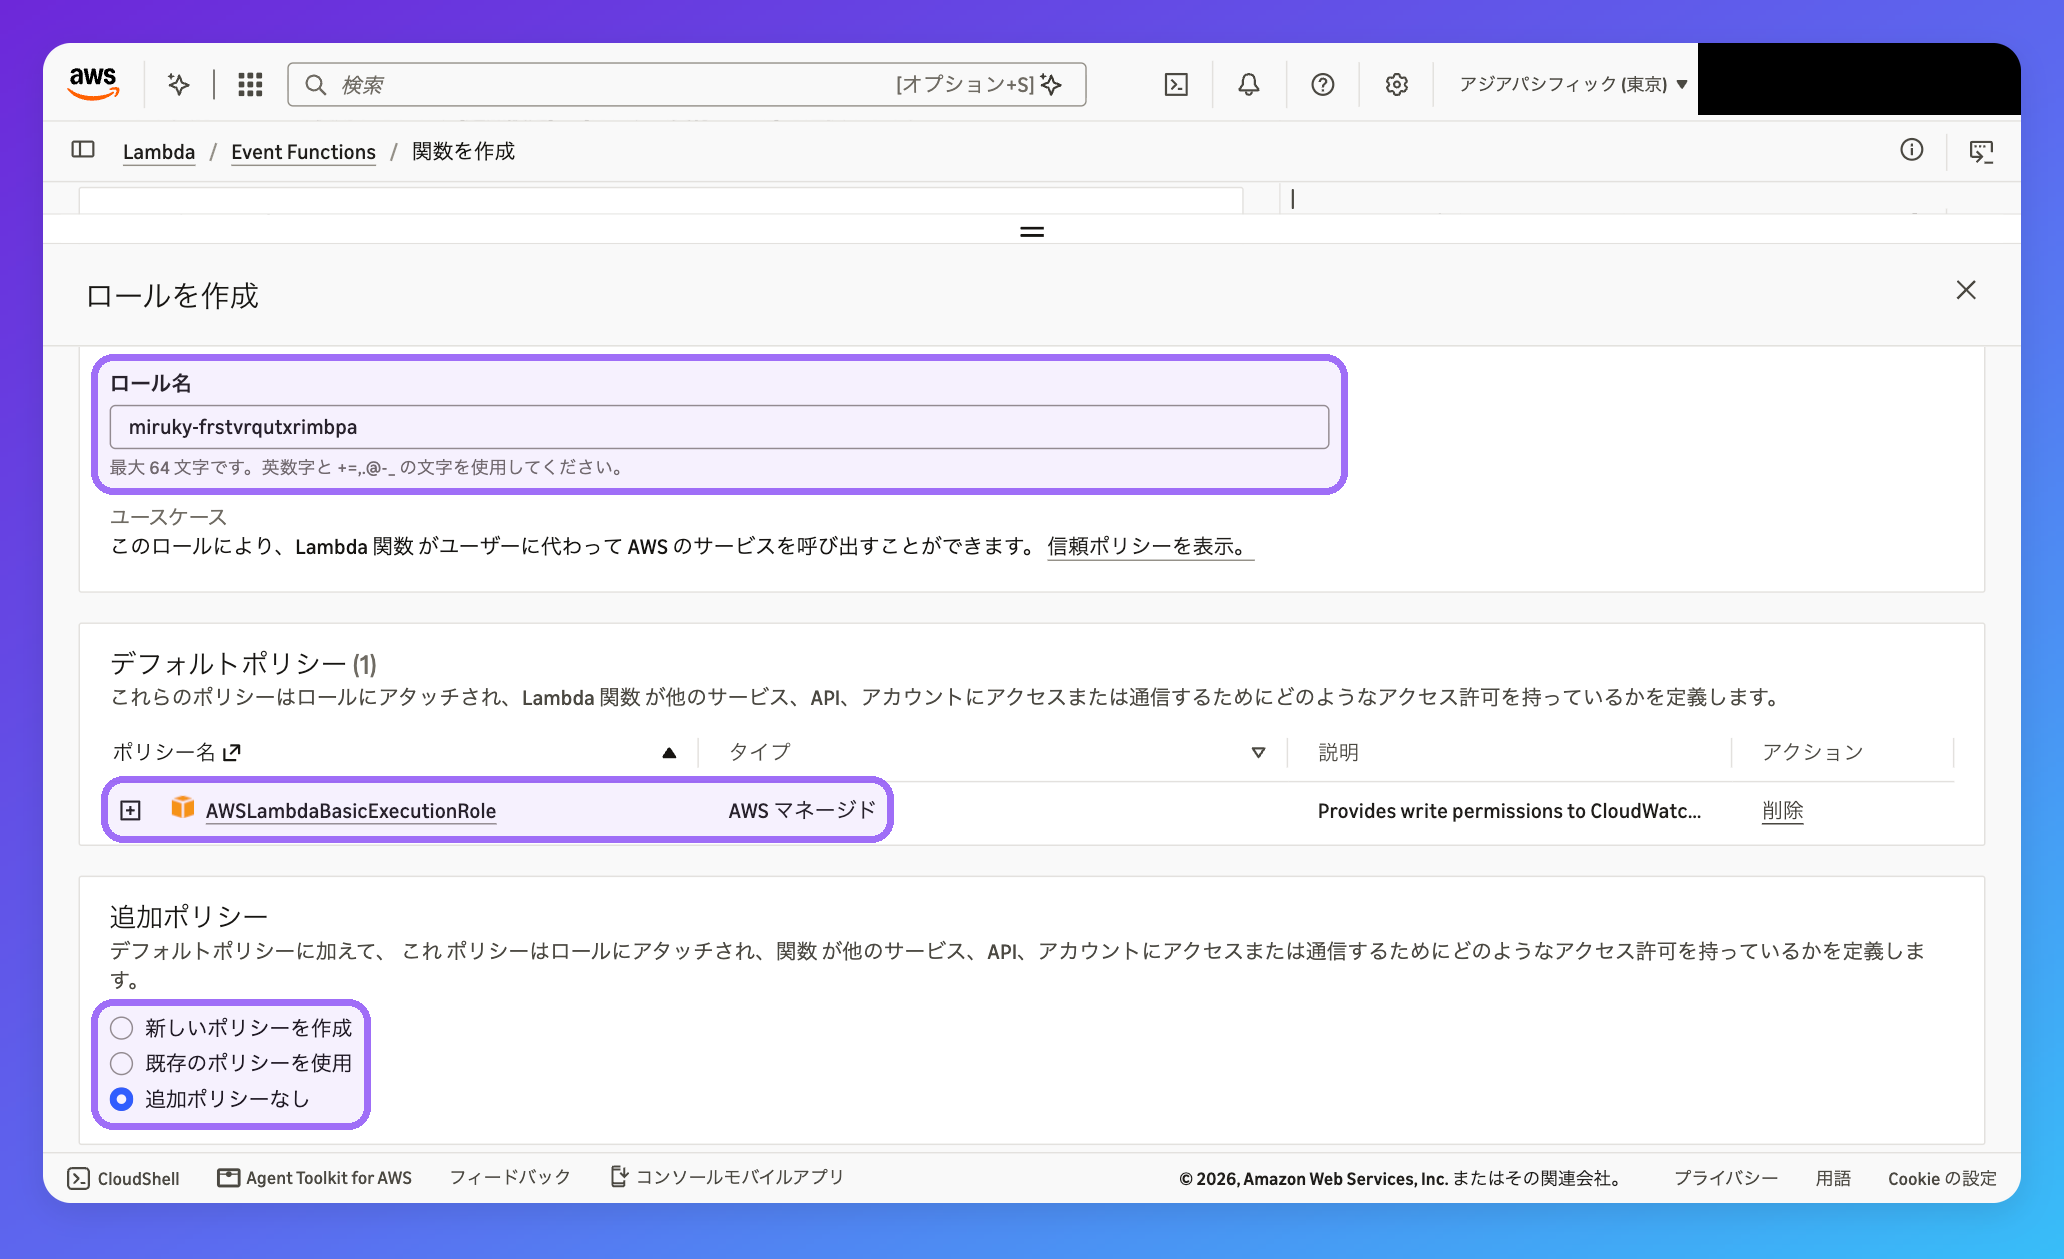 aws
検索
[オプション+S]
アジアパシフィック (東京) ▼
Lambda / Event Functions / 関数を作成
ロールを作成
ロール名
miruky-frstvrqutxrimbpa
最大 64 文字です。英数字と +=,.@-_ の文字を使用してください。
ユースケース
このロールにより、Lambda 関数 がユーザーに代わって AWS のサービスを呼び出すことができます。 信頼ポリシーを表示。
デフォルトポリシー (1)
これらのポリシーはロールにアタッチされ、Lambda 関数 が他のサービス、API、アカウントにアクセスまたは通信するためにどのようなアクセス許可を持っているかを定義します。
ポリシー名 タイプ 説明 アクション
AWSLambdaBasicExecutionRole AWS マネージド Provides write permissions to CloudWatc... 削除
追加ポリシー
デフォルトポリシーに加えて、 これ ポリシーはロールにアタッチされ、関数 が他のサービス、API、アカウントにアクセスまたは通信するためにどのようなアクセス許可を持っているかを定義しま
す。
新しいポリシーを作成
既存のポリシーを使用
追加ポリシーなし
CloudShell Agent Toolkit for AWS フィードバック コンソールモバイルアプリ © 2026, Amazon Web Services, Inc. またはその関連会社。 プライバシー 用語 Cookie の設定